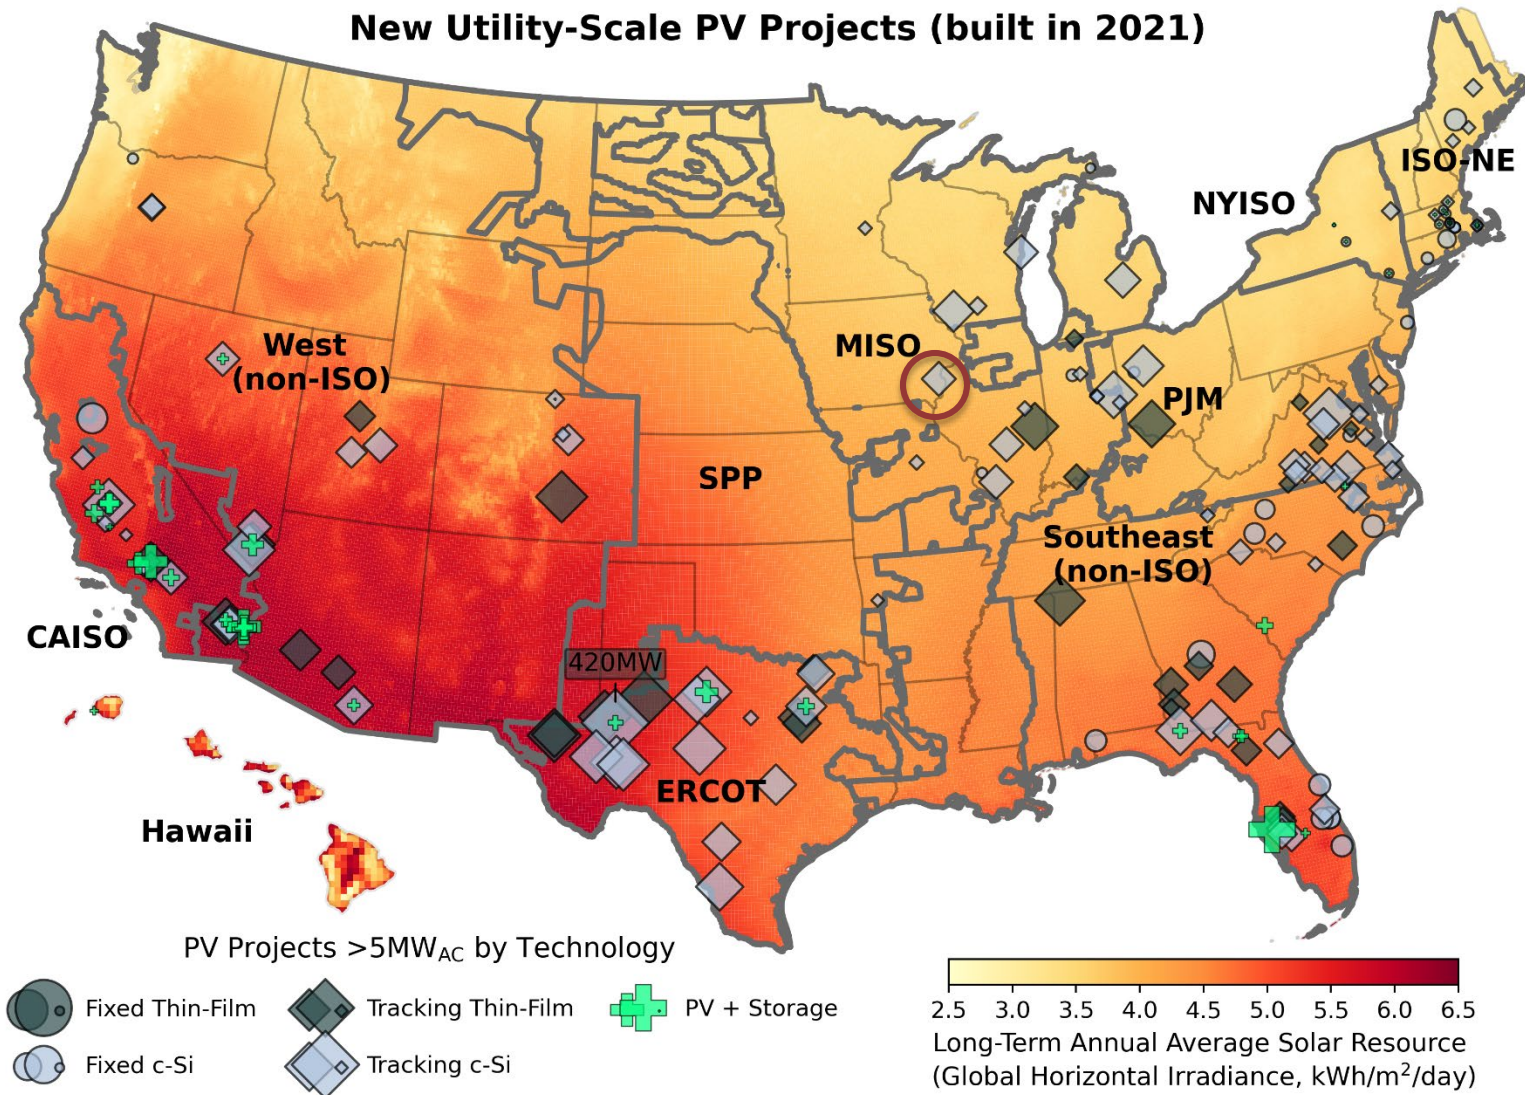 New Utility-Scale PV Projects (built in 2021)
ISO-NE
NYISO
West
(non-ISO)
MISO
PJM
SPP
Southeast
(non-ISO)
CAISO
420MW
ERCOT
Hawaii
PV Projects >5MWAC by Technology
Fixed Thin-Film
Tracking Thin-Film
PV + Storage
Fixed c-Si
Tracking c-Si
2.5 3.0 3.5 4.0 4.5 5.0 5.5 6.0 6.5
Long-Term Annual Average Solar Resource
(Global Horizontal Irradiance, kWh/m²/day)